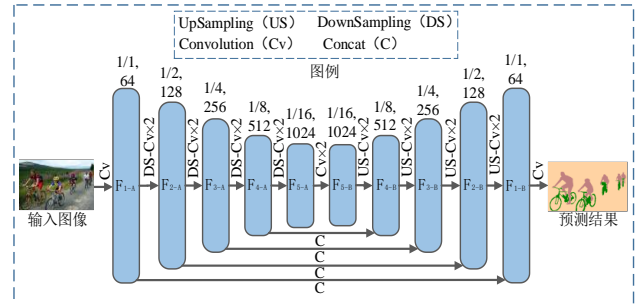 UpSampling（US） DownSampling（DS）
Convolution（Cv） Concat（C）
图例
1/1, 64
1/2, 128
1/4, 256
1/8, 512
1/16, 1024
1/16, 1024
1/8, 512
1/4, 256
1/2, 128
1/1, 64
Cv
DS-Cv×2
DS-Cv×2
DS-Cv×2
DS-Cv×2
Cv×2
US-Cv×2
US-Cv×2
US-Cv×2
US-Cv×2
Cv
F1-A
F2-A
F3-A
F4-A
F5-A
F5-B
F4-B
F3-B
F2-B
F1-B
输入图像
预测结果
C
C
C
C